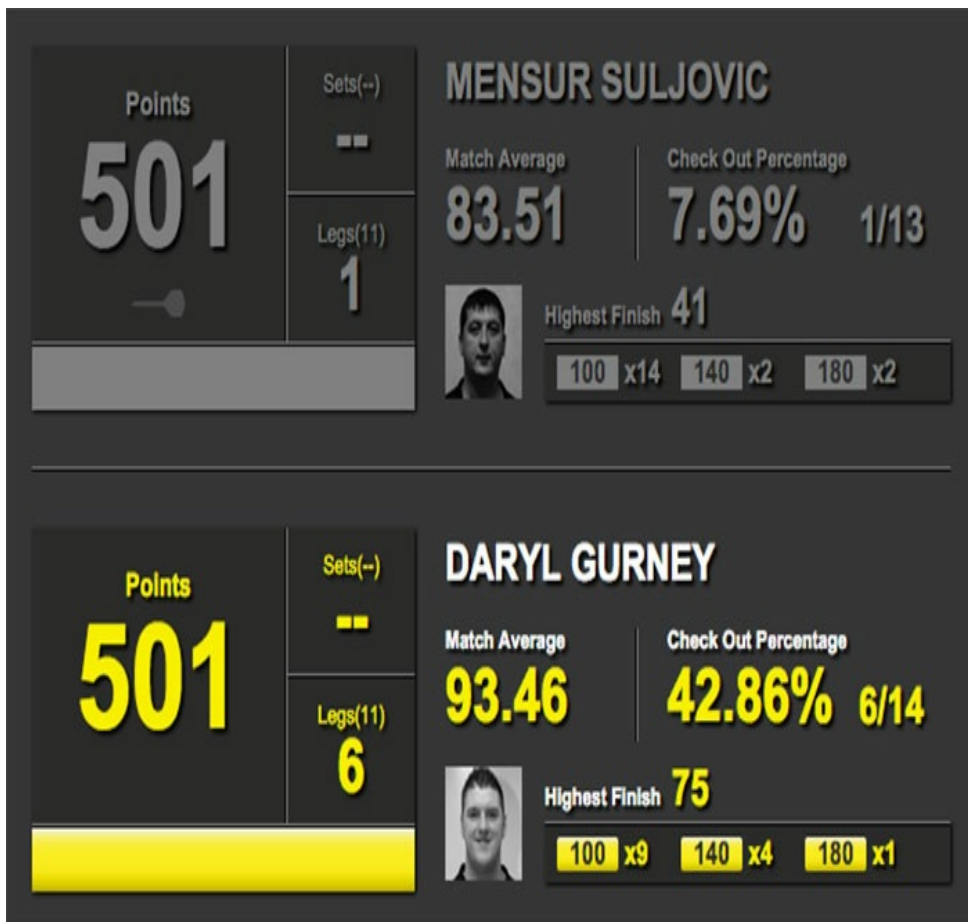 Points
501
Sets(--)
--
Legs(11)
1
MENSUR SULJOVIC
Match Average
83.51
Check Out Percentage
7.69% 1/13
Highest Finish 41
100 x14 140 x2 180 x2
Points
501
Sets(--)
--
Legs(11)
6
DARYL GURNEY
Match Average
93.46
Check Out Percentage
42.86% 6/14
Highest Finish 75
100 x9 140 x4 180 x1